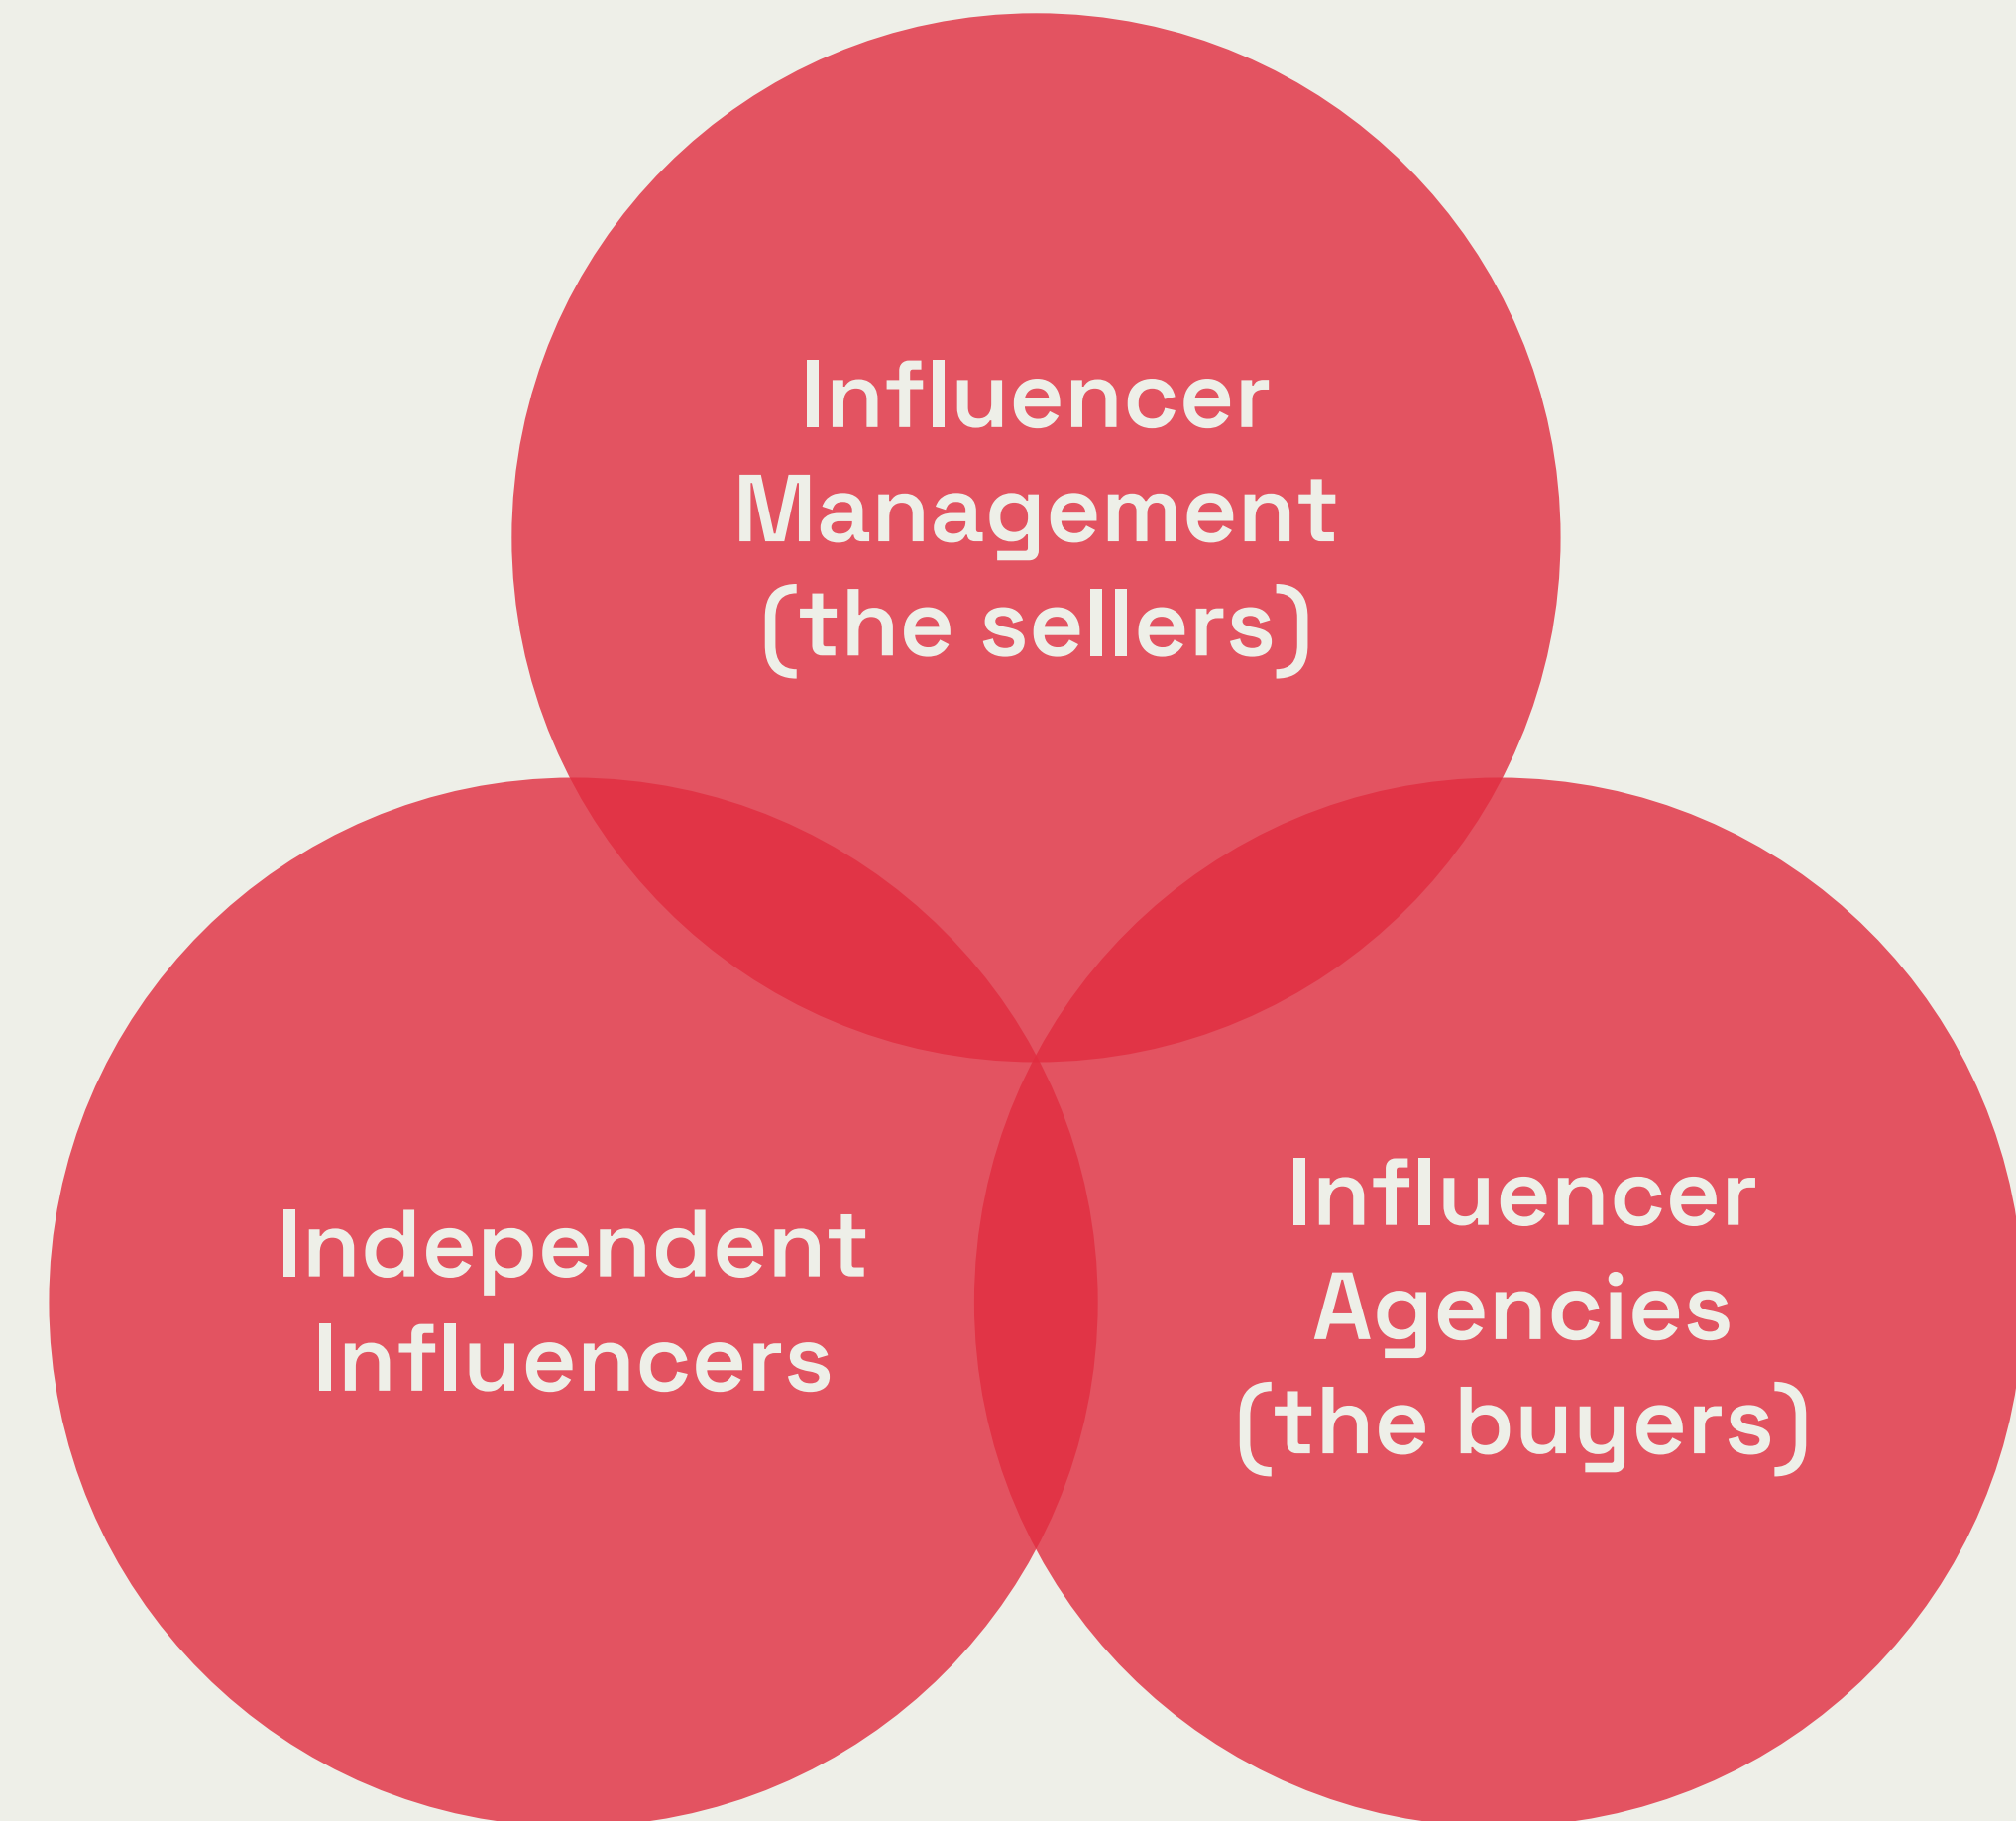 Influencer
Management
(the sellers)
Independent
Influencers
Influencer
Agencies
(the buyers)